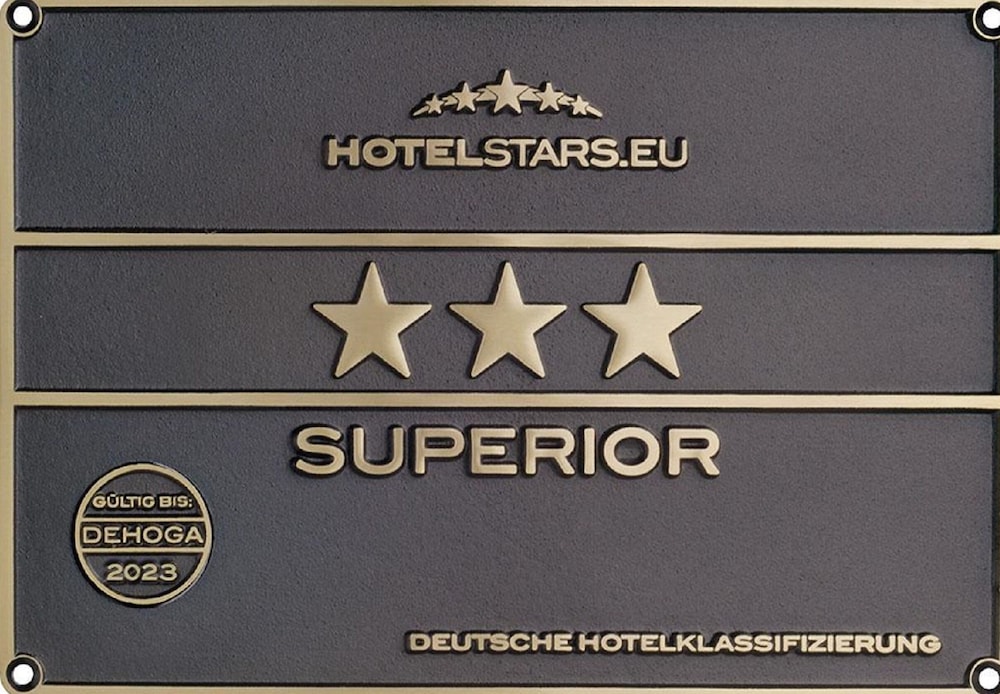 HOTELSTARS.EU
SUPERIOR
GÜLTIG BIS:
DEHOGA
2023
DEUTSCHE HOTELKLASSIFIZIERUNG